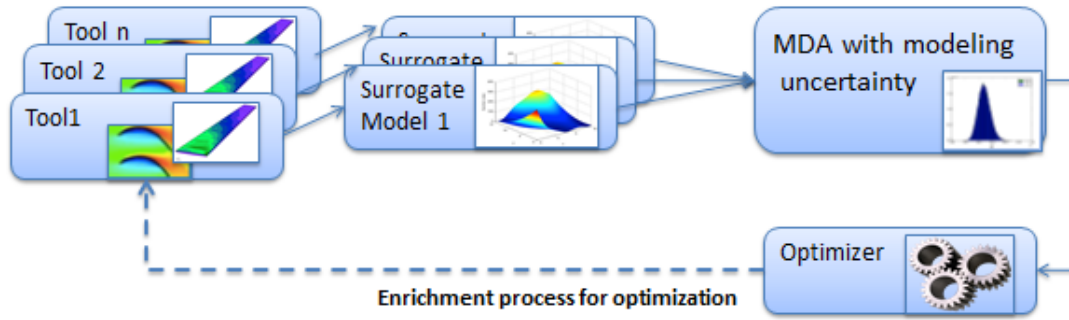 Tool n
Tool 2
Tool1
Surrogate
Surrogate
Model 1
MDA with modeling
uncertainty
Optimizer
Enrichment process for optimization